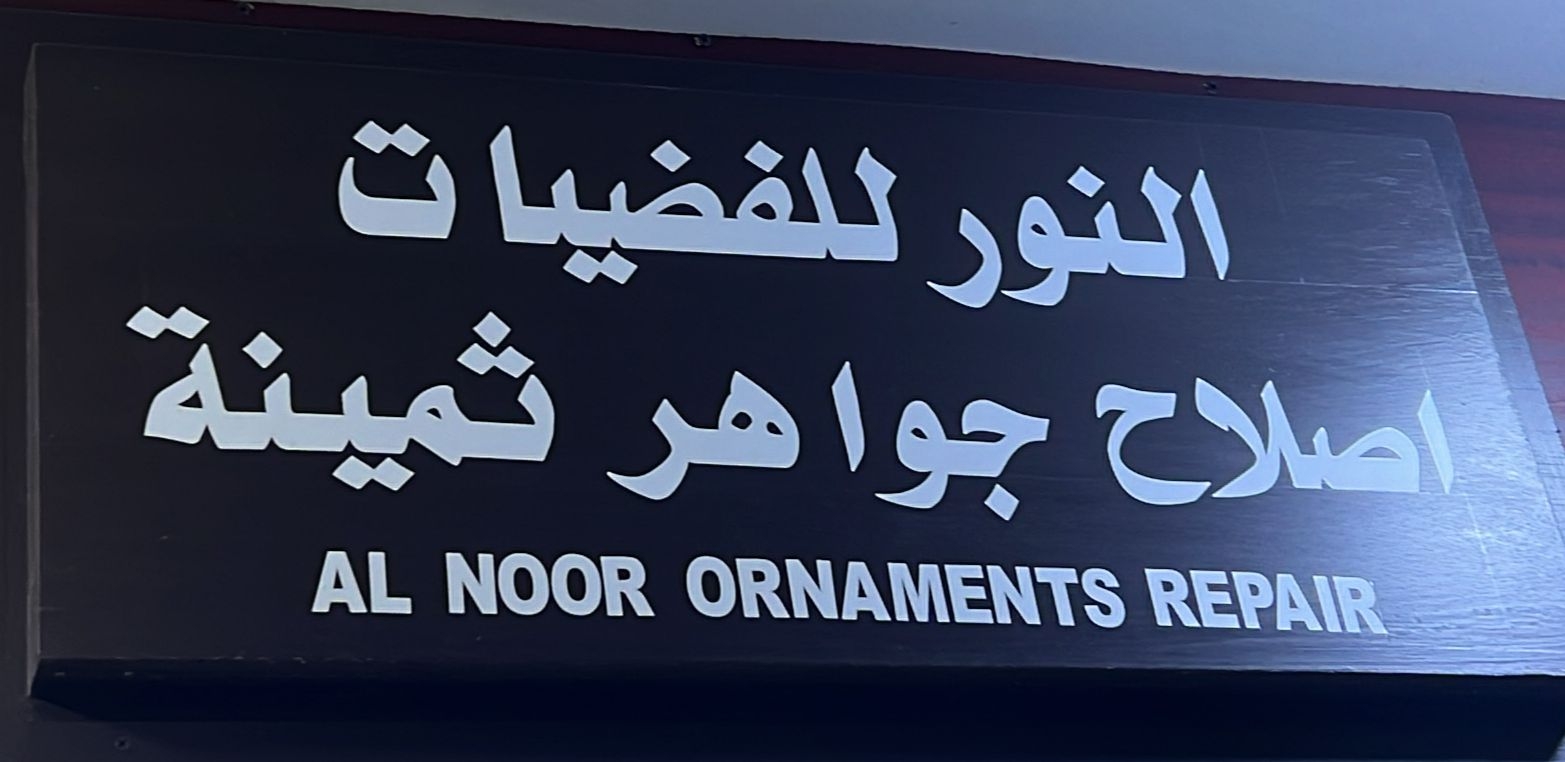 النور للفضيات
اصلاح جواهر ثمينة
AL NOOR ORNAMENTS REPAIR